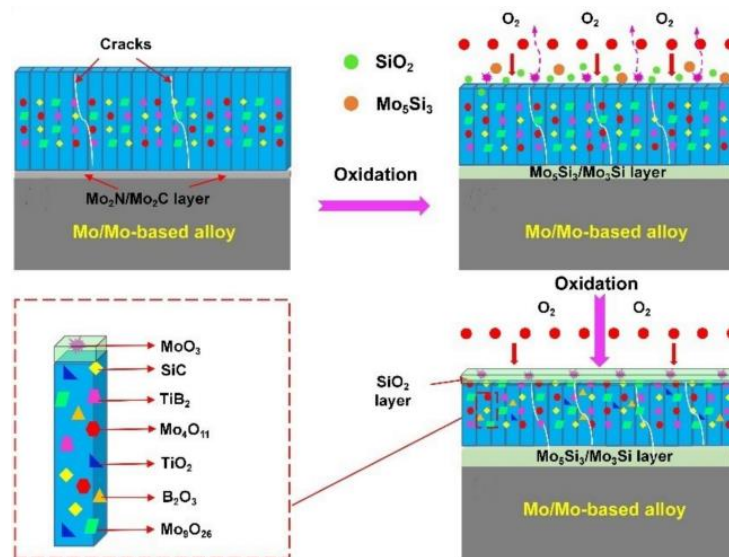 Cracks
SiO₂
Mo₅Si₃
Mo₂N/Mo₂C layer
Mo/Mo-based alloy
Oxidation
O₂ O₂ O₂
Mo₅Si₃/Mo₃Si layer
Mo/Mo-based alloy
Oxidation
O₂ O₂
SiO₂
layer
Mo₅Si₃/Mo₃Si layer
Mo/Mo-based alloy
MoO₃
SiC
TiB₂
Mo₄O₁₁
TiO₂
B₂O₃
Mo₉O₂₆